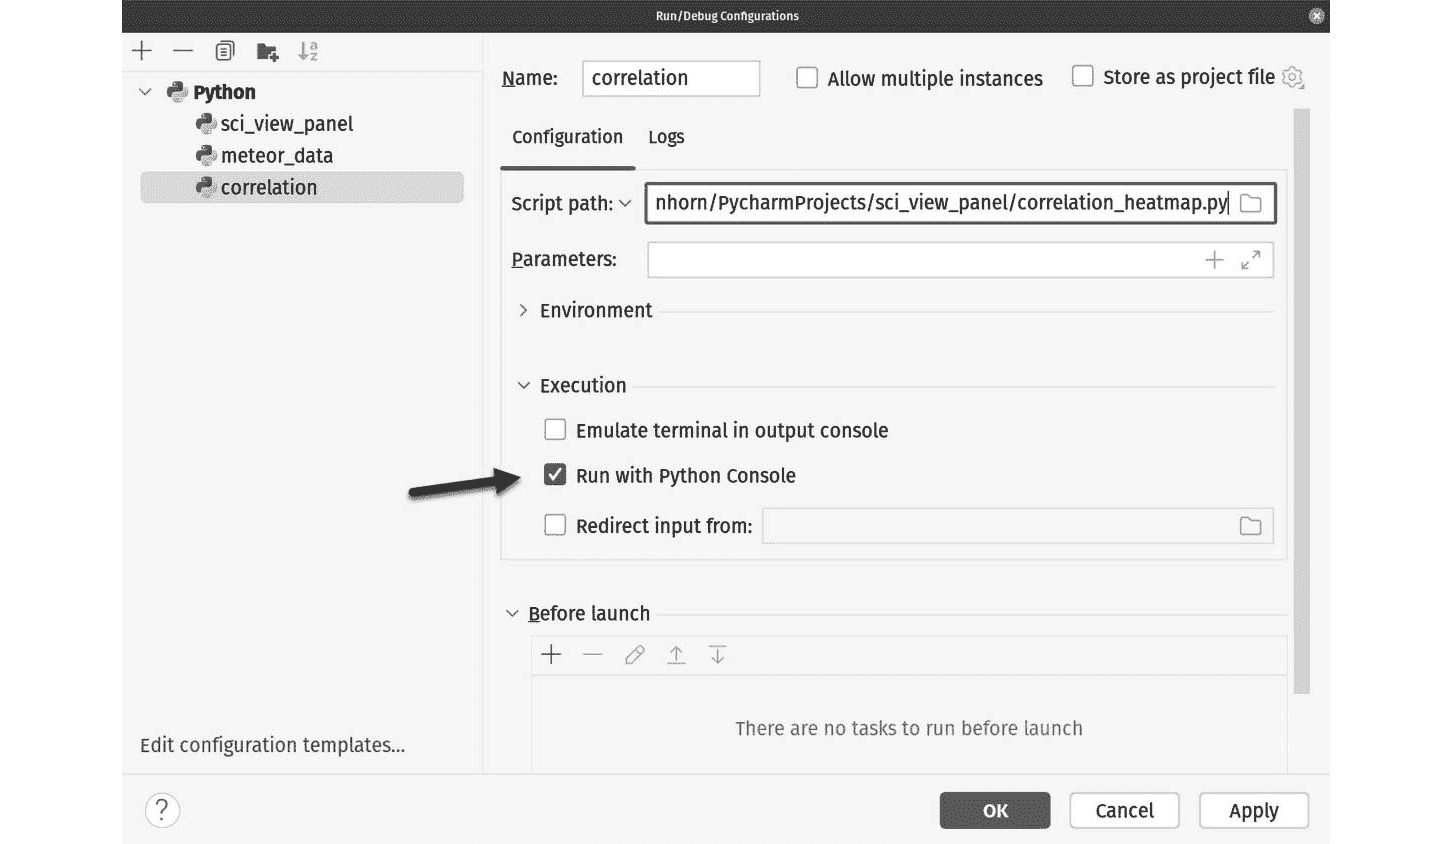 Run/Debug Configurations
Name: correlation Allow multiple instances Store as project file
Python
sci_view_panel
meteor_data
correlation
Configuration Logs
Script path: nhorn/PycharmProjects/sci_view_panel/correlation_heatmap.py
Parameters:
Environment
Execution
Emulate terminal in output console
Run with Python Console
Redirect input from:
Before launch
There are no tasks to run before launch
Edit configuration templates...
? OK Cancel Apply